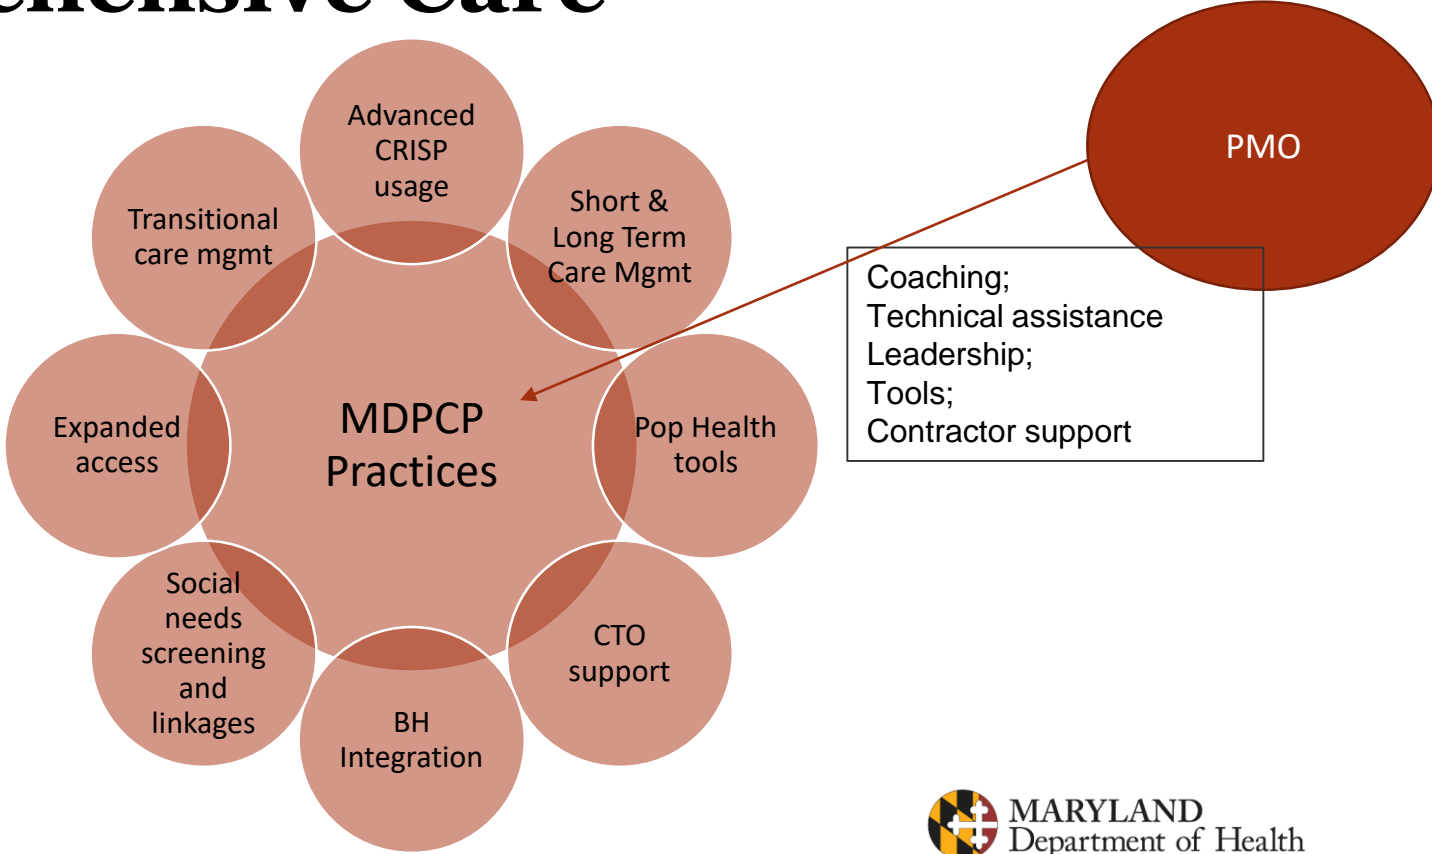 Care
Advanced
CRISP
usage
Short &
Long Term
Care Mgmt
Pop Health
tools
CTO
support
BH
Integration
Social
needs
screening
and
linkages
Expanded
access
Transitional
care mgmt
MDPCP
Practices
PMO
Coaching;
Technical assistance
Leadership;
Tools;
Contractor support
MARYLAND
Department of Health